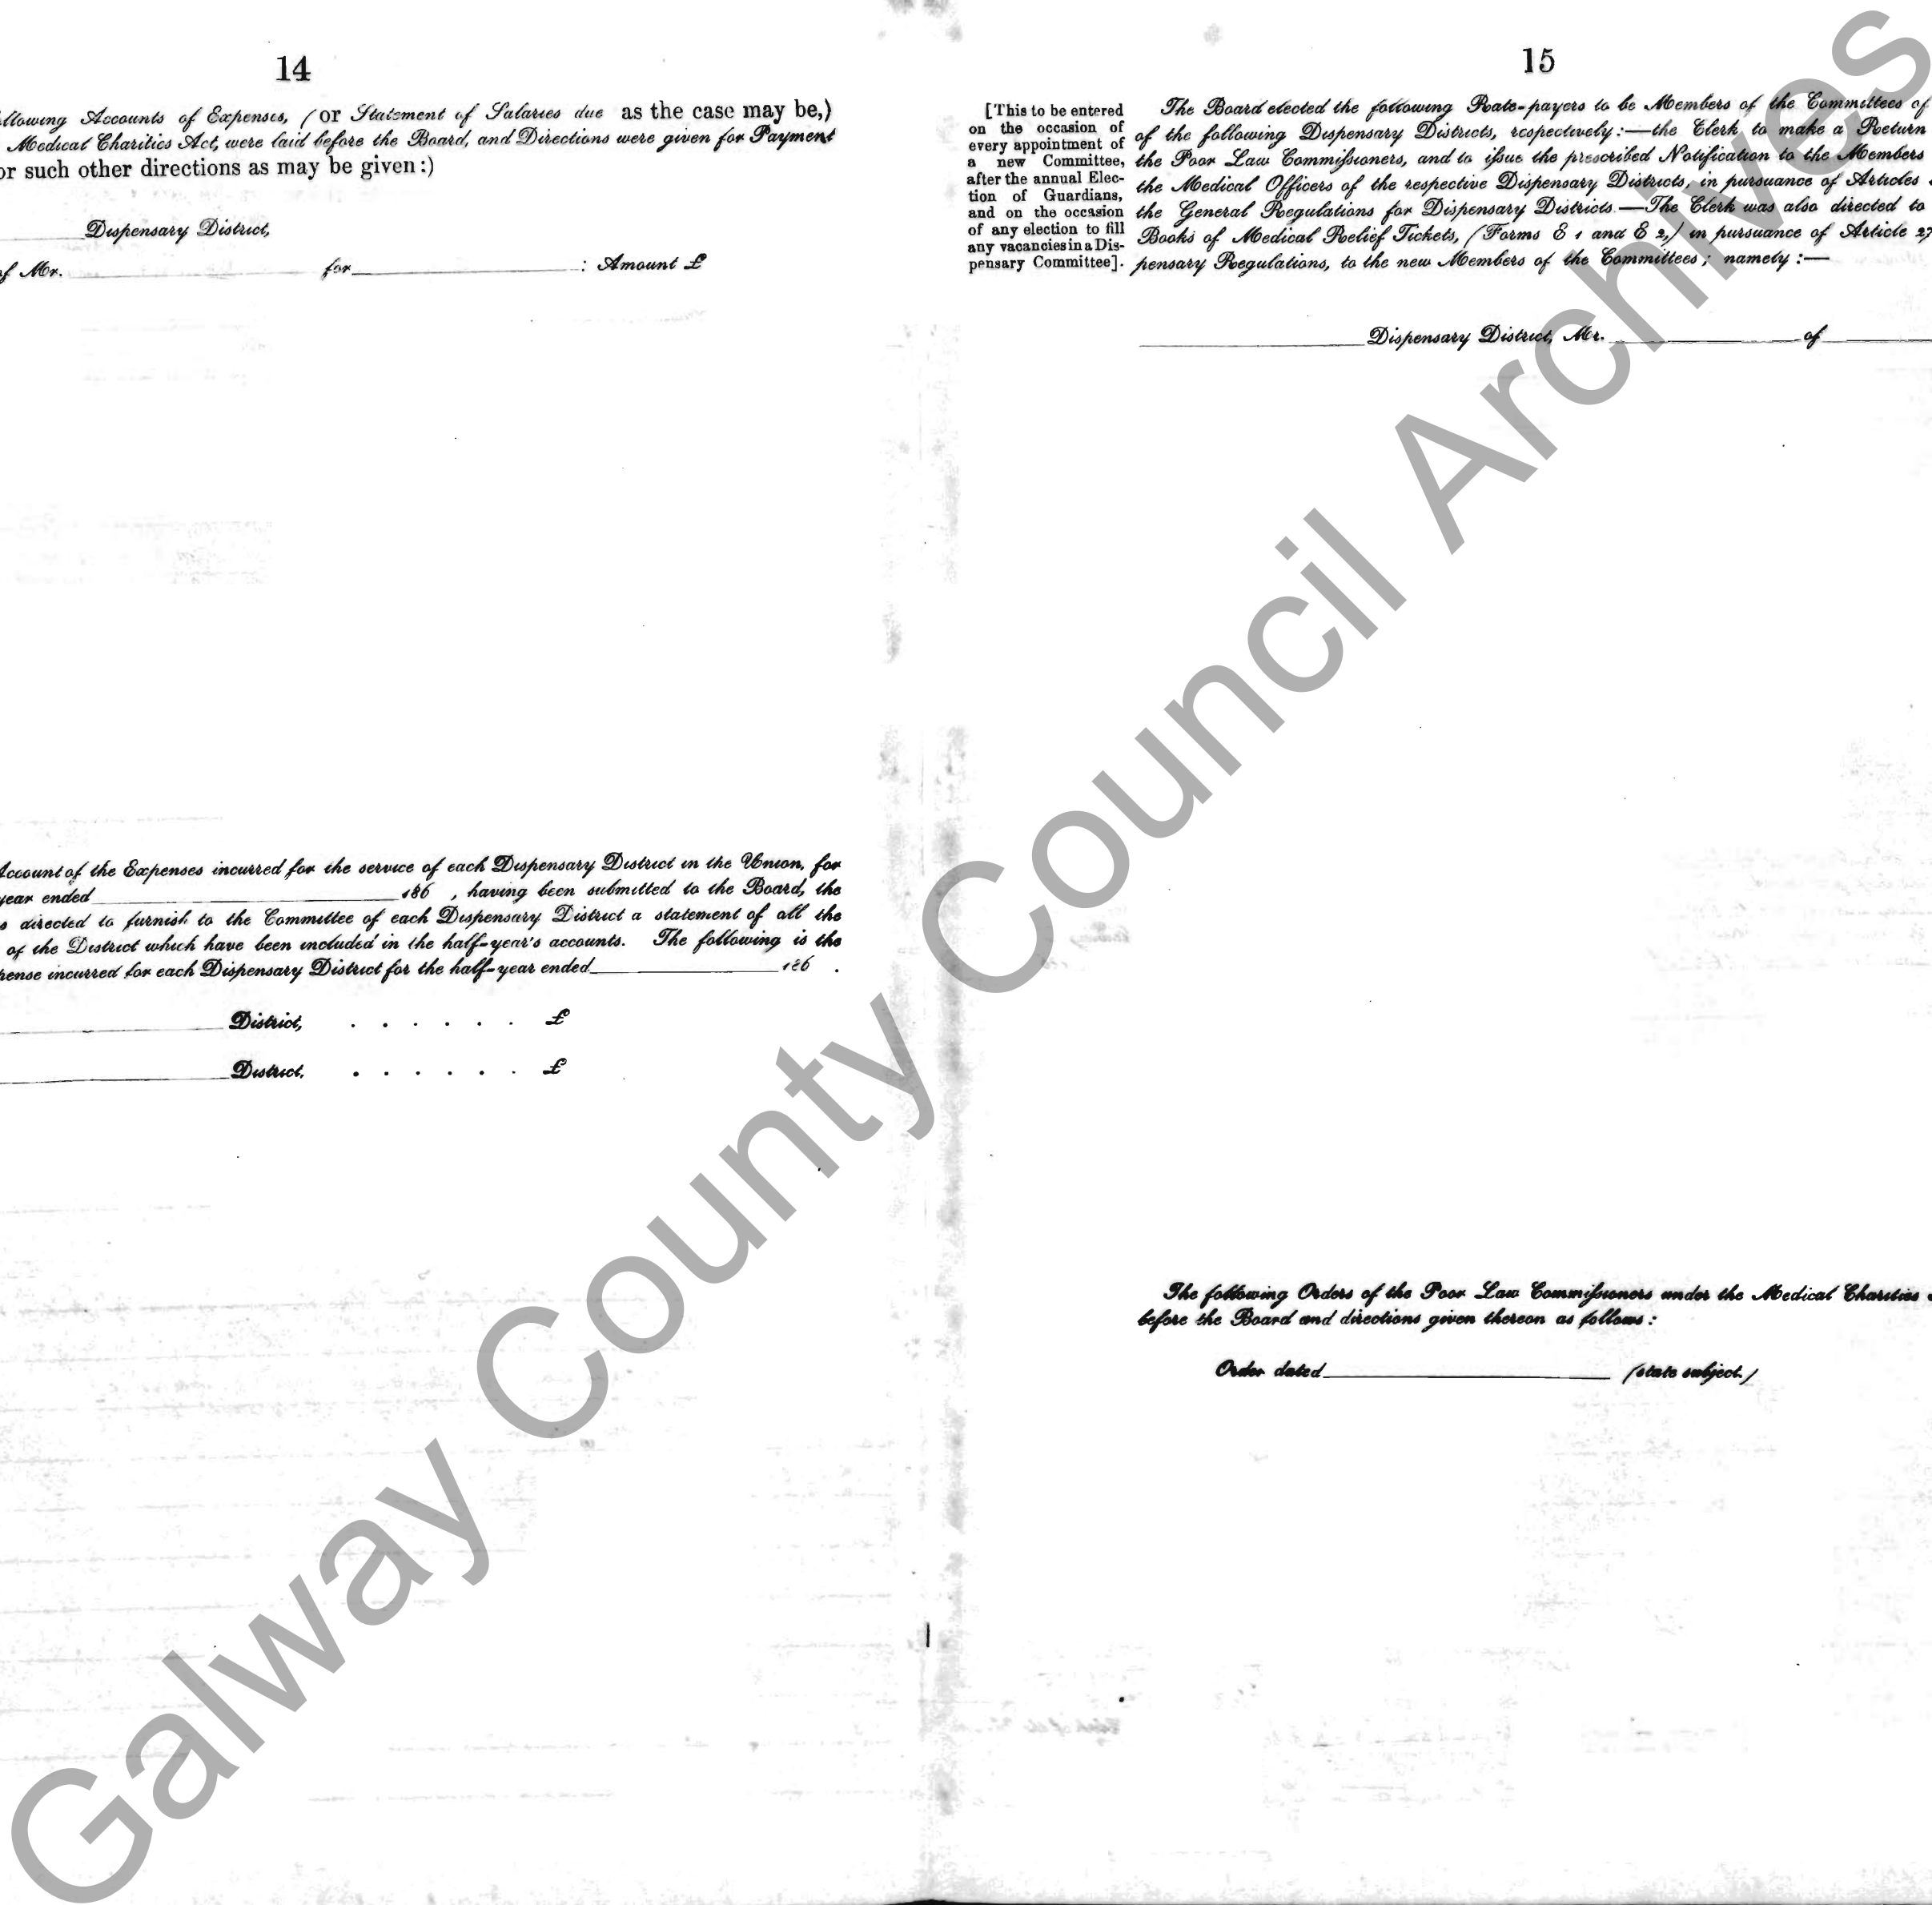 14
llowing Accounts of Expenses, (or Statement of Salaries due as the case may be,)
Medical Charities Act, were laid before the Board, and Directions were given for Payment
or such other directions as may be given:)
Dispensary District,
f Mr. for : Amount £
Account of the Expenses incurred for the service of each Dispensary District in the Union, for
year ended 186 , having been submitted to the Board, the
s directed to furnish to the Committee of each Dispensary District a statement of all the
of the District which have been included in the half-year's accounts. The following is the
pense incurred for each Dispensary District for the half-year ended 186 .
District, . . . . . . £
District. . . . . . . £
15
[This to be entered
on the occasion of
every appointment of
a new Committee,
after the annual Elec-
tion of Guardians,
and on the occasion
of any election to fill
any vacancies in a Dis-
pensary Committee].
The Board elected the following Rate-payers to be Members of the Committees of
of the following Dispensary Districts, respectively:—the Clerk to make a Return
the Poor Law Commissioners, and to issue the prescribed Notification to the Members
the Medical Officers of the respective Dispensary Districts, in pursuance of Articles
the General Regulations for Dispensary Districts.—The Clerk was also directed to
Books of Medical Relief Tickets, (Forms E 1 and E 2,) in pursuance of Article 27
pensary Regulations, to the new Members of the Committees; namely:—
Dispensary District, Mr. of
The following Orders of the Poor Law Commissioners under the Medical Charities
before the Board and directions given thereon as follows:
Order dated (state subject.)
Galway County Council Archives